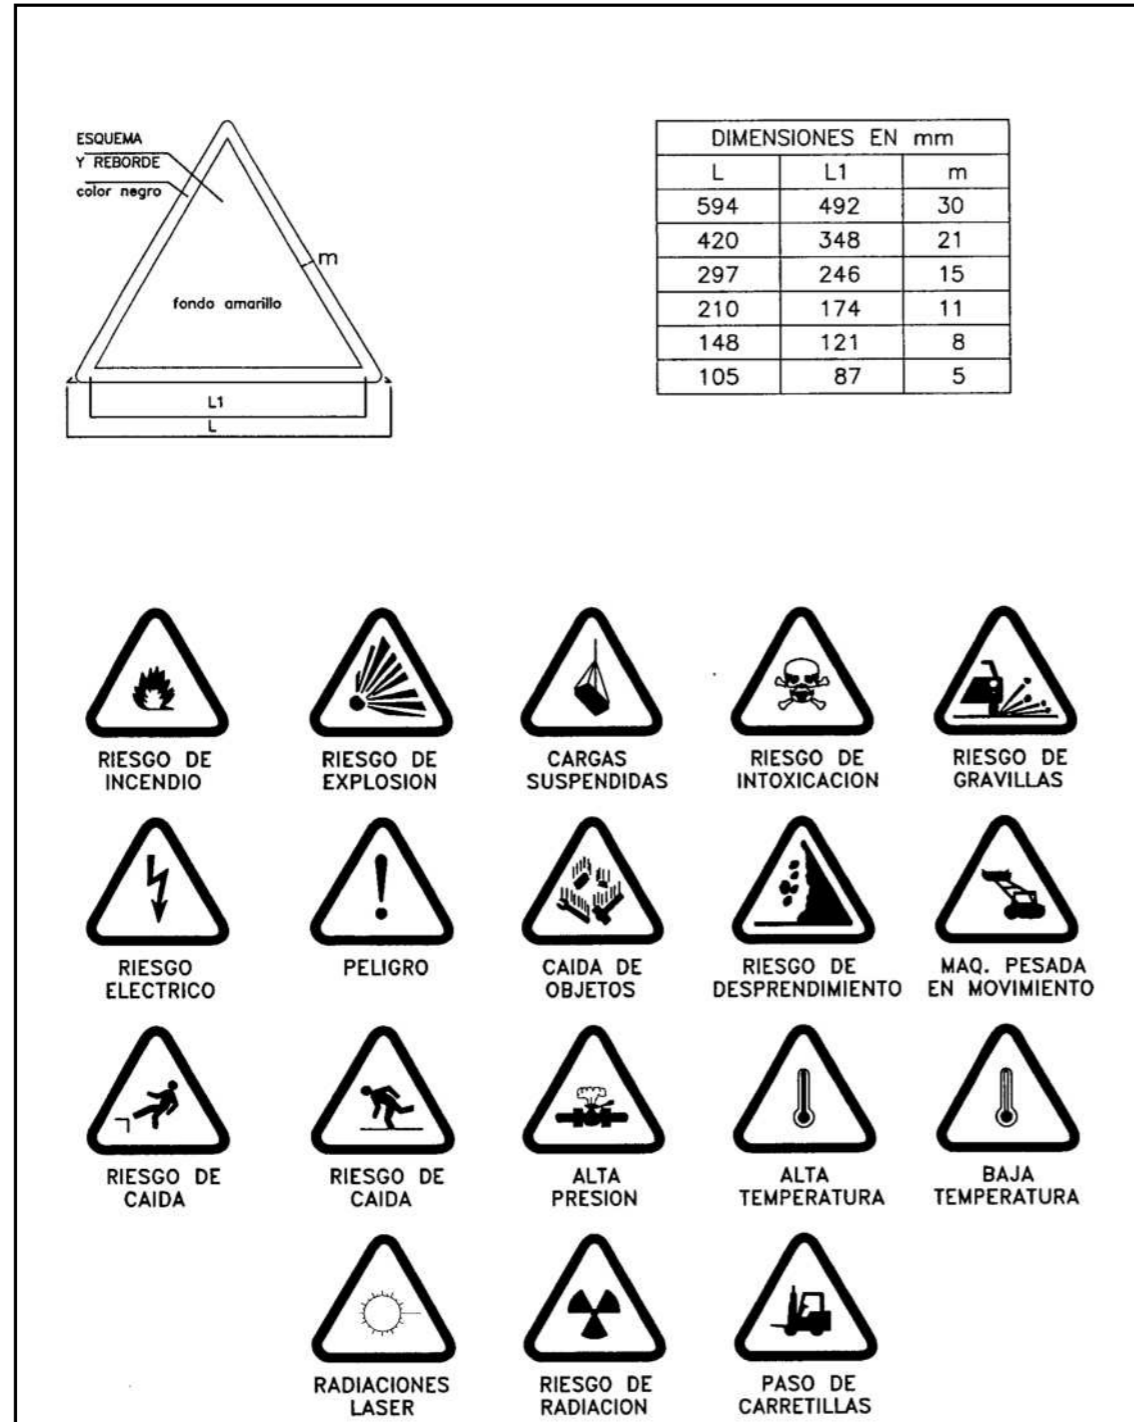 ESQUEMA
Y REBORDE
color negro
m
fondo amarillo
L1
L
DIMENSIONES EN mm
L L1 m
594 492 30
420 348 21
297 246 15
210 174 11
148 121 8
105 87 5
RIESGO DE
INCENDIO
RIESGO DE
EXPLOSION
CARGAS
SUSPENDIDAS
RIESGO DE
INTOXICACION
RIESGO DE
GRAVILLAS
RIESGO
ELECTRICO
PELIGRO
CAIDA DE
OBJETOS
RIESGO DE
DESPRENDIMIENTO
MAQ. PESADA
EN MOVIMIENTO
RIESGO DE
CAIDA
RIESGO DE
CAIDA
ALTA
PRESION
ALTA
TEMPERATURA
BAJA
TEMPERATURA
RADIACIONES
LASER
RIESGO DE
RADIACION
PASO DE
CARRETILLAS